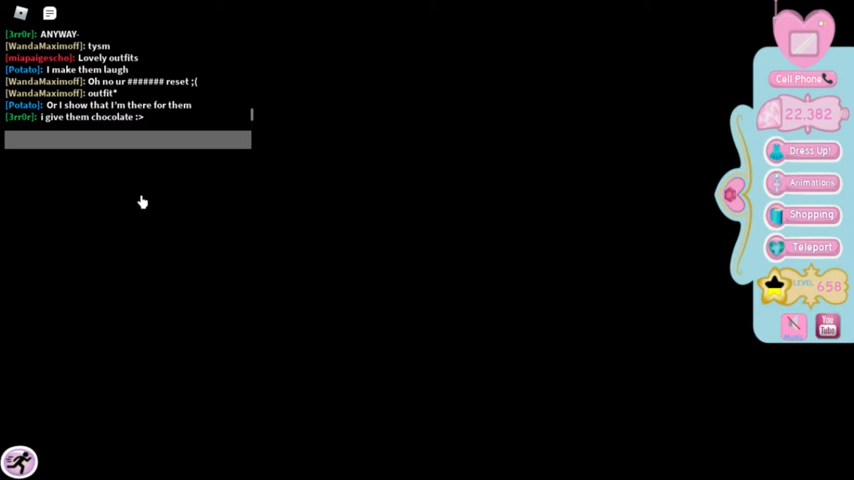 [3rr0r]: ANYWAY-
[WandaMaximoff]: tysm
[miapaigescho]: Lovely outfits
[Potato]: I make them laugh
[WandaMaximoff]: Oh no ur ####### reset ;(
[WandaMaximoff]: outfit*
[Potato]: Or I show that I'm there for them
[3rr0r]: i give them chocolate :>
Cell Phone
22,382
Dress Up!
Animations
Shopping
Teleport
LEVEL 658
You
Tube